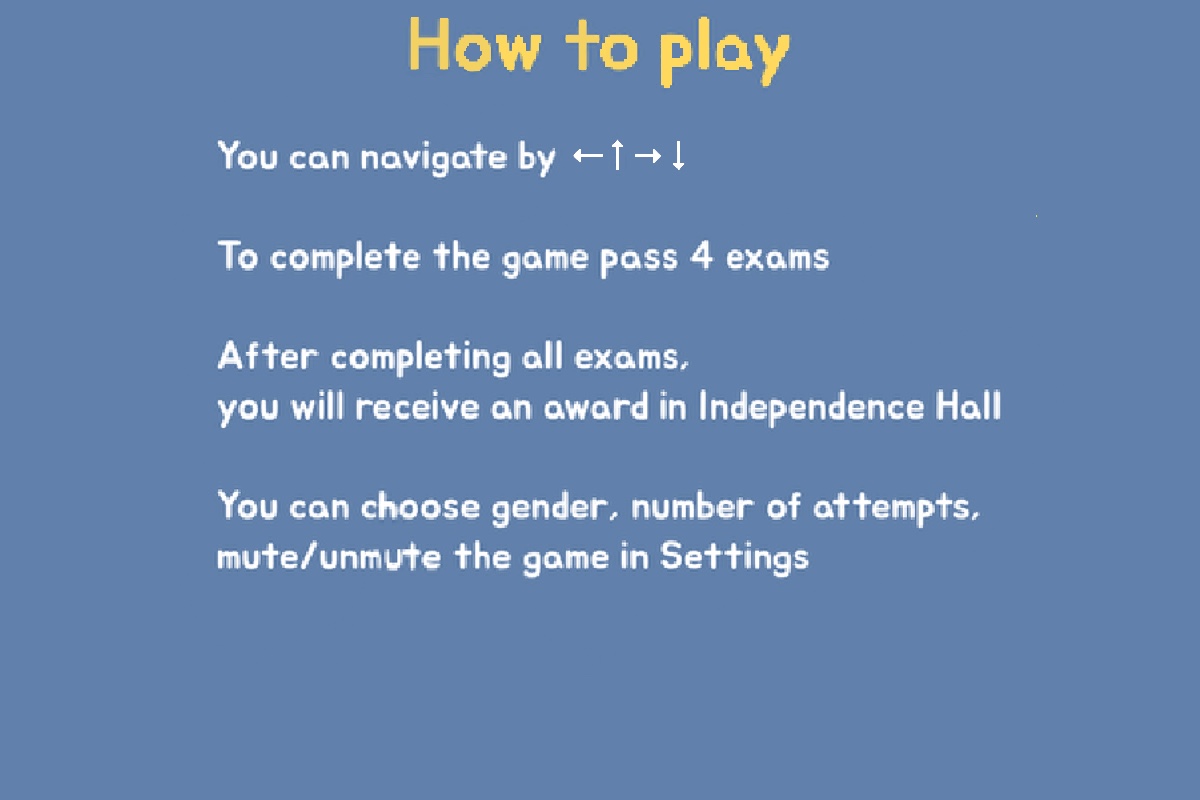 How to play
You can navigate by ←↑→↓
To complete the game pass 4 exams
After completing all exams,
you will receive an award in Independence Hall
You can choose gender, number of attempts,
mute/unmute the game in Settings